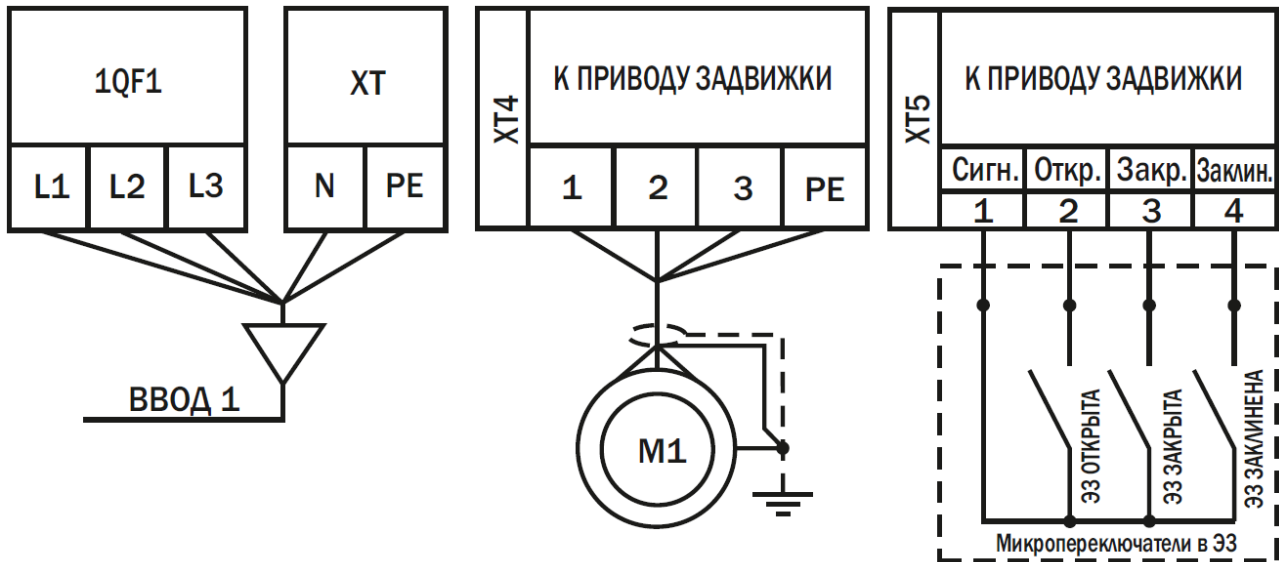 1QF1
L1 L2 L3
XT
N PE
ВВОД 1
XT4
К ПРИВОДУ ЗАДВИЖКИ
1 2 3 PE
М1
XT5
К ПРИВОДУ ЗАДВИЖКИ
Сигн. Откр. Закр. Заклин.
1 2 3 4
ЭЗ ОТКРЫТА
ЭЗ ЗАКРЫТА
ЭЗ ЗАКЛИНЕНА
Микропереключатели в ЭЗ